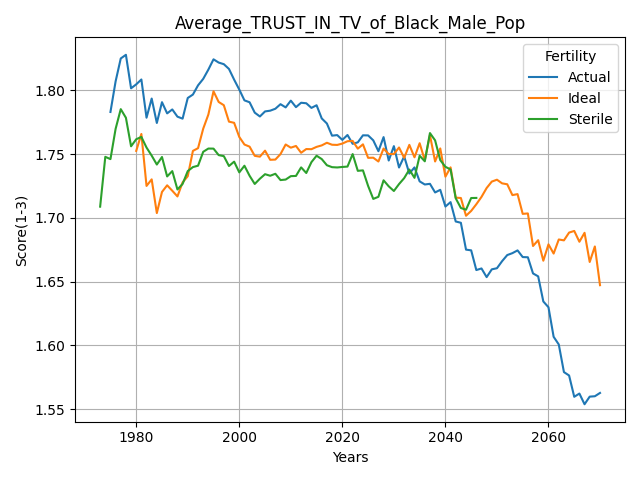 Average_TRUST_IN_TV_of_Black_Male_Pop
Fertility
Actual
Ideal
Sterile
Score(1-3)
1.80
1.75
1.70
1.65
1.60
1.55
1980
2000
2020
2040
2060
Years